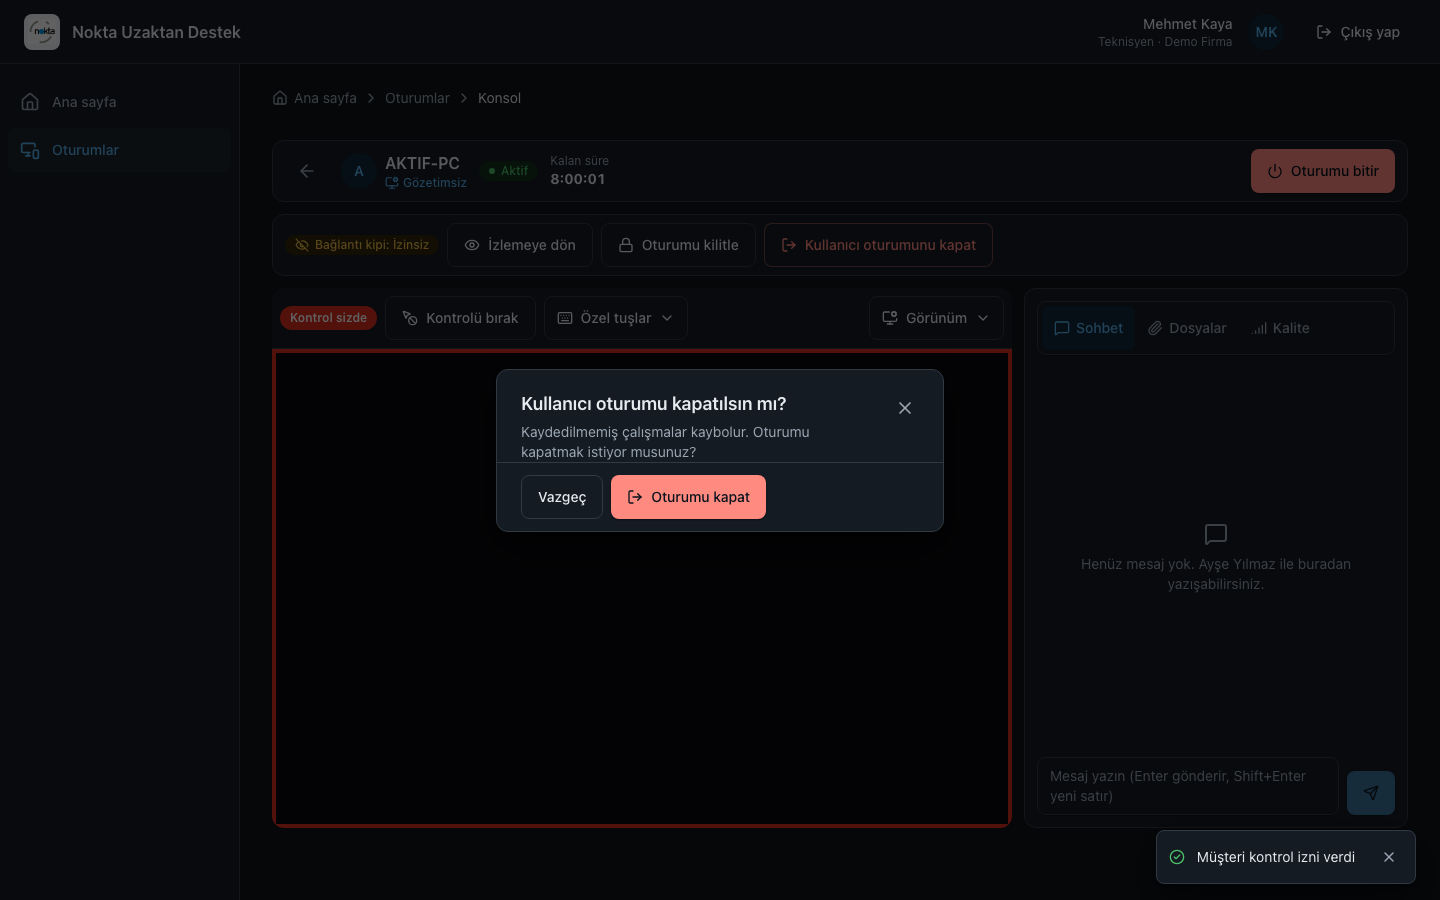 nokta
Nokta Uzaktan Destek
Mehmet Kaya
Teknisyen · Demo Firma
MK
Çıkış yap
Ana sayfa
Oturumlar
Ana sayfa
Oturumlar
Konsol
A
AKTIF-PC
Gözetimsiz
Aktif
Kalan süre
8:00:01
Oturumu bitir
Bağlantı kipi: İzinsiz
İzlemeye dön
Oturumu kilitle
Kullanıcı oturumunu kapat
Kontrol sizde
Kontrolü bırak
Özel tuşlar
Görünüm
Sohbet
Dosyalar
Kalite
Kullanıcı oturumu kapatılsın mı?
Kaydedilmemiş çalışmalar kaybolur. Oturumu
kapatmak istiyor musunuz?
Vazgeç
Oturumu kapat
Henüz mesaj yok. Ayşe Yılmaz ile buradan
yazışabilirsiniz.
Mesaj yazın (Enter gönderir, Shift+Enter
yeni satır)
Müşteri kontrol izni verdi